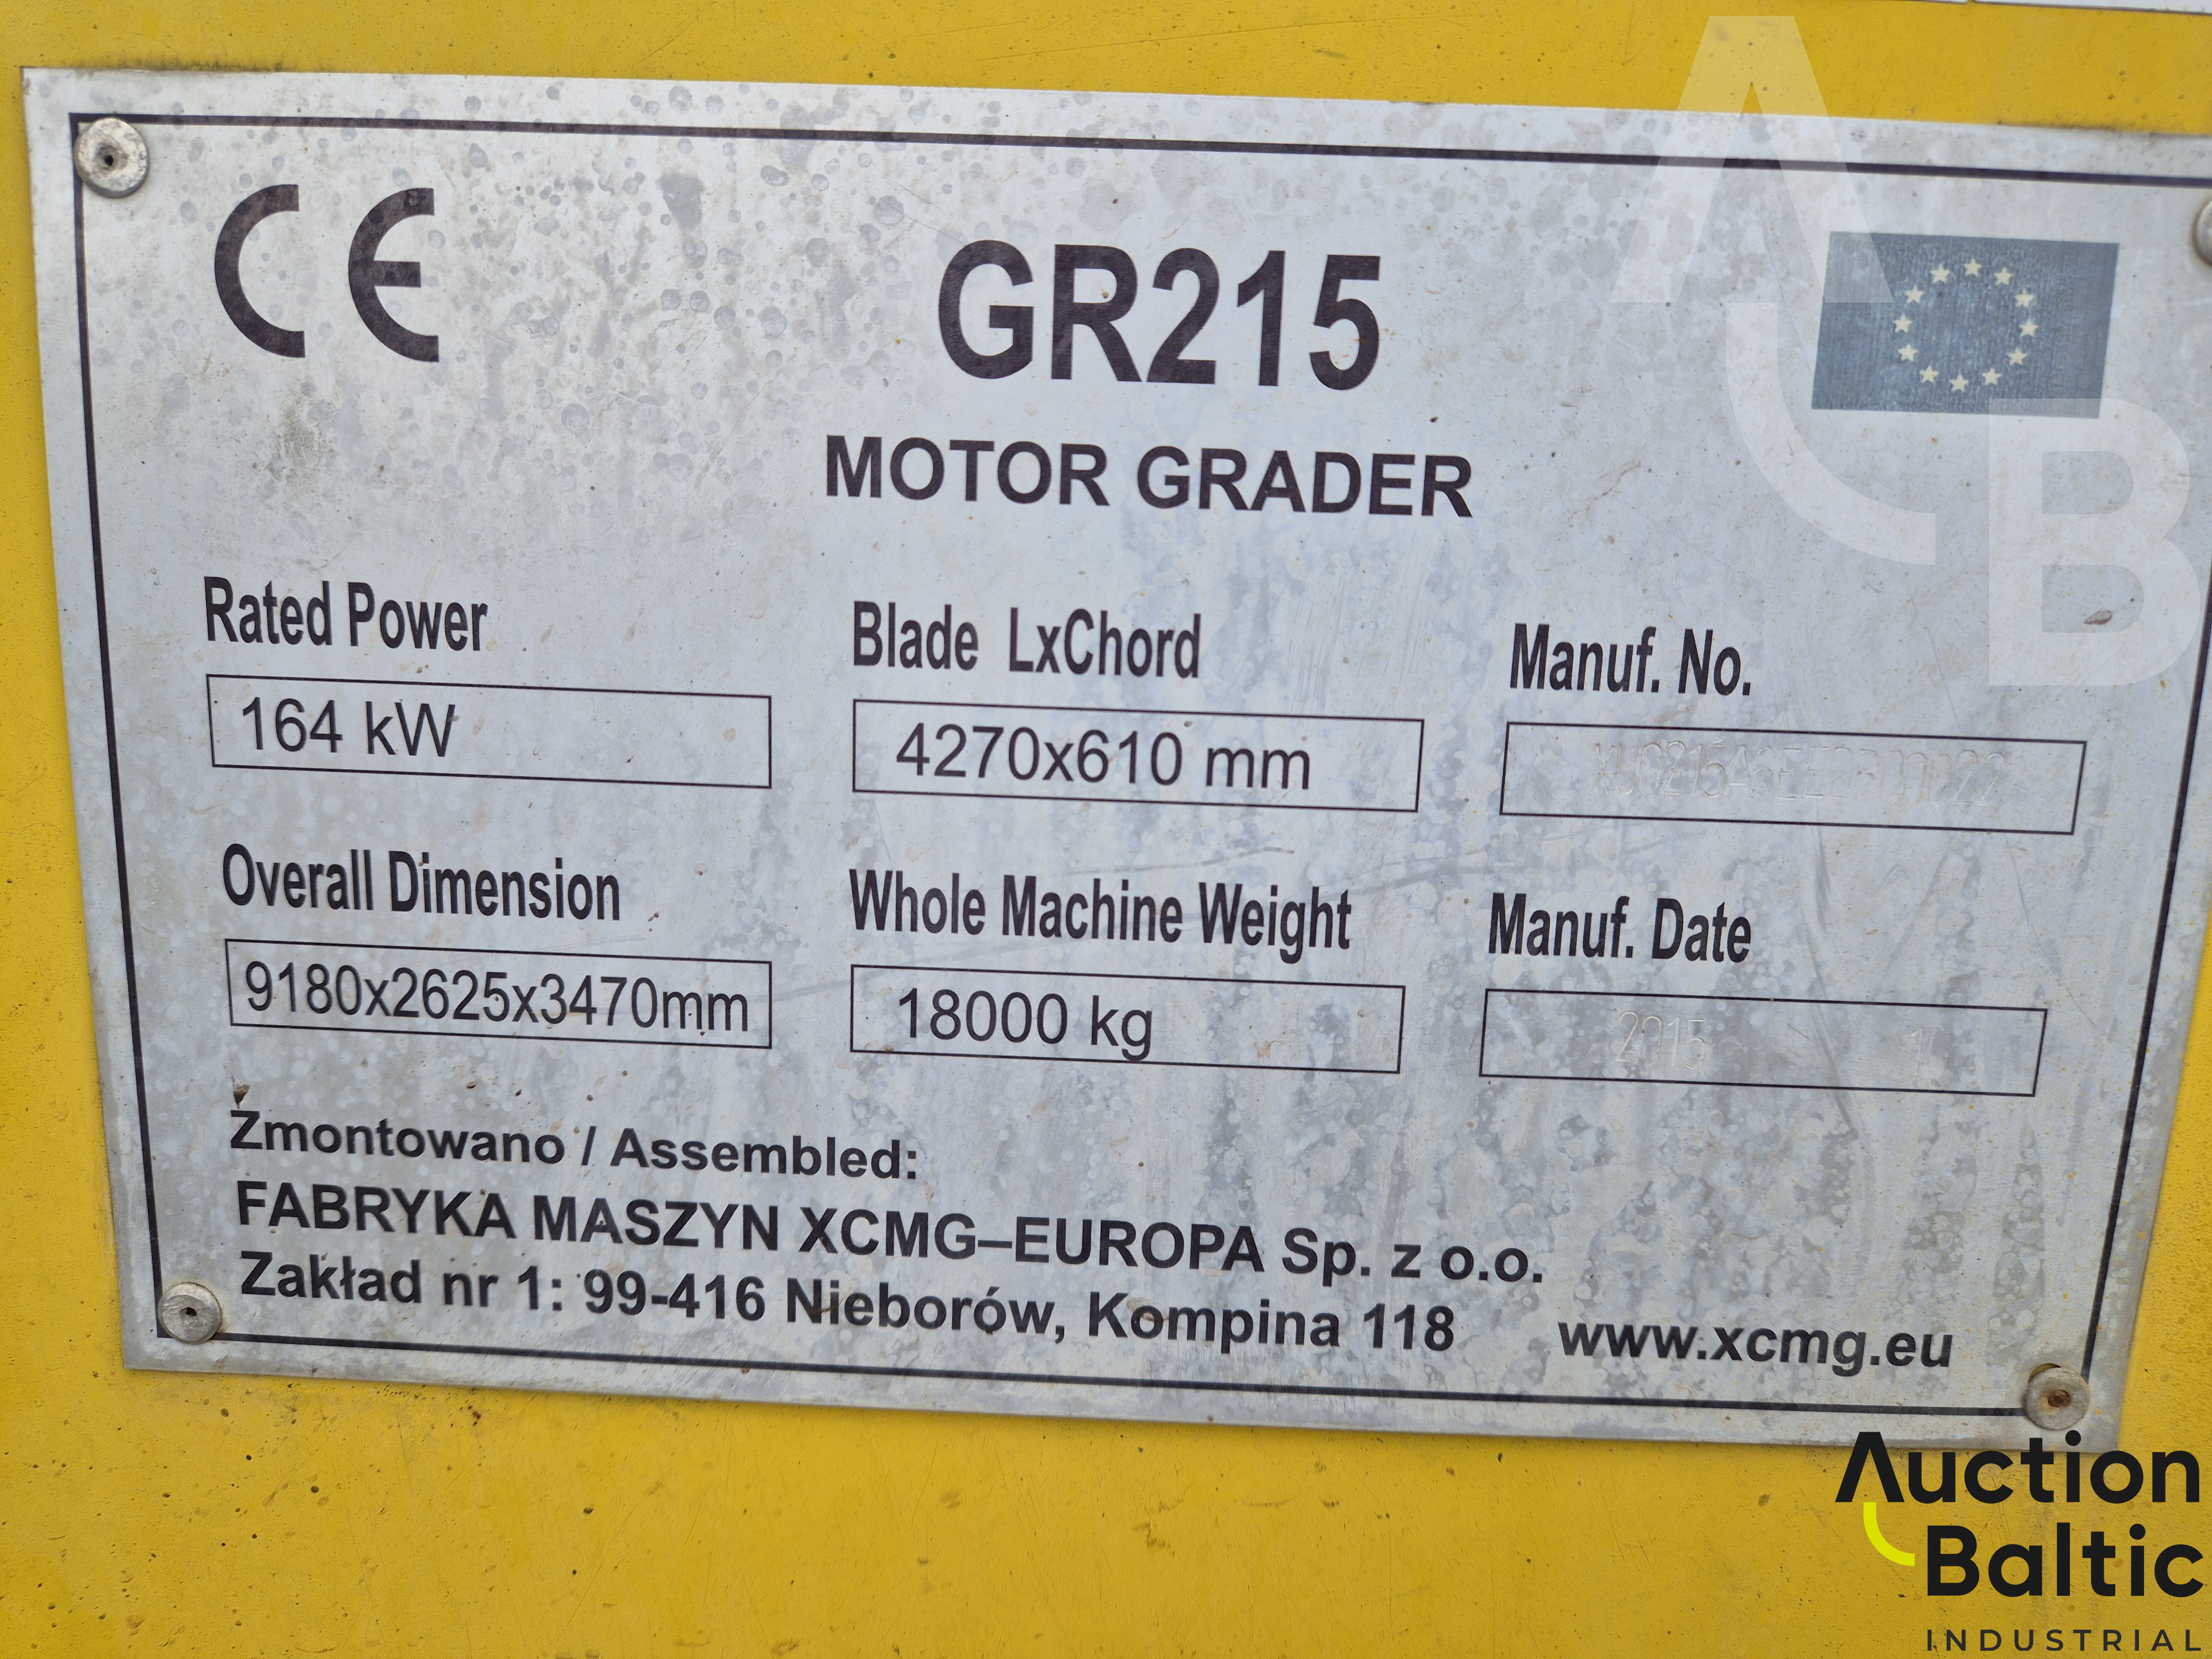 CE
GR215
MOTOR GRADER
Rated Power
Blade LxChord
Manuf. No.
164 kW
4270x610 mm
Overall Dimension
Whole Machine Weight
Manuf. Date
9180x2625x3470mm
18000 kg
2015
Zmontowano / Assembled:
FABRYKA MASZYN XCMG–EUROPA Sp. z o.o.
Zakład nr 1: 99-416 Nieborów, Kompina 118
www.xcmg.eu
AB
Auction
Baltic
INDUSTRIAL